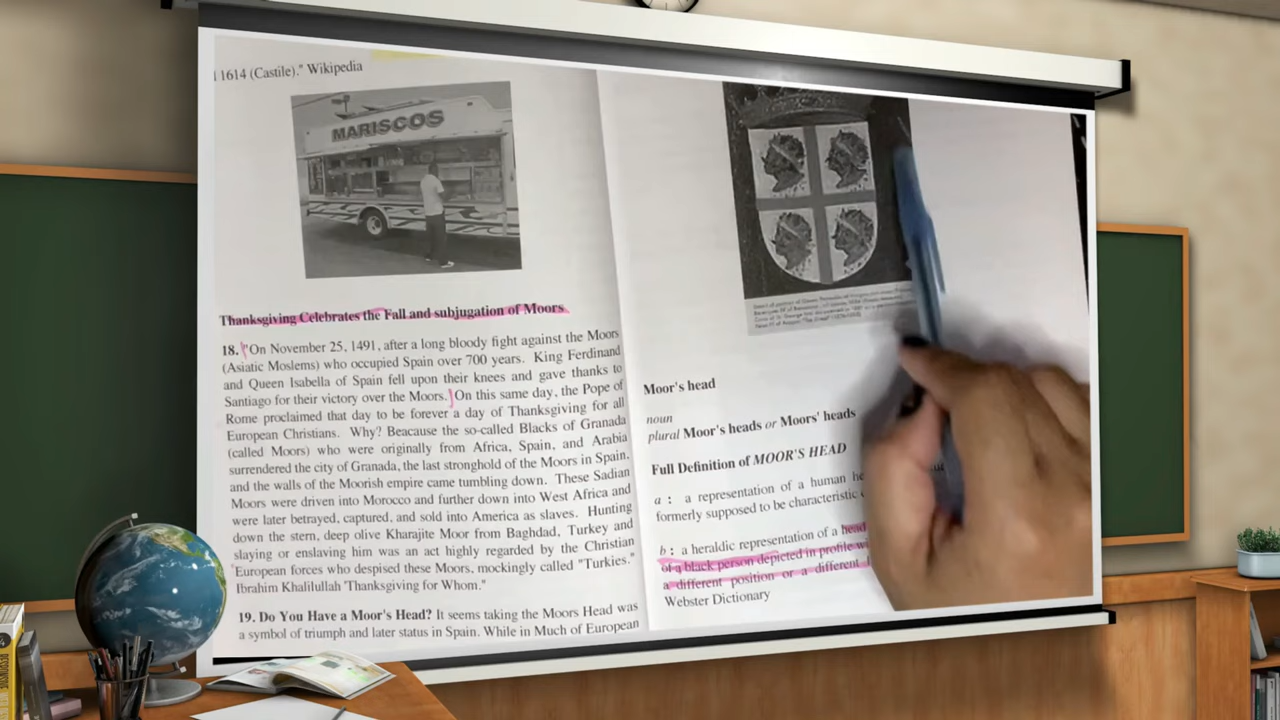 1614 (Castile)." Wikipedia
MARISCOS
Thanksgiving Celebrates the Fall and subjugation of Moors
18. "On November 25, 1491, after a long bloody fight against the Moors
(Asiatic Moslems) who occupied Spain over 700 years. King Ferdinand
and Queen Isabella of Spain fell upon their knees and gave thanks to
Santiago for their victory over the Moors. On this same day, the Pope of
Rome proclaimed that day to be forever a day of Thanksgiving for all
European Christians. Why? Beacause the so-called Blacks of Granada
(called Moors) who were originally from Africa, Spain, and Arabia
surrendered the city of Granada, the last stronghold of the Moors in Spain.
and the walls of the Moorish empire came tumbling down. These Sadian
Moors were driven into Morocco and further down into West Africa and
were later betrayed, captured, and sold into America as slaves. Hunting
down the stern, deep olive Kharajite Moor from Baghdad, Turkey and
slaying or enslaving him was an act highly regarded by the Christian
European forces who despised these Moors, mockingly called "Turkies."
Ibrahim Khalilullah 'Thanksgiving for Whom."
19. Do You Have a Moor's Head? It seems taking the Moors Head was
a symbol of triumph and later status in Spain. While in Much of European
Moor's head
noun
plural Moor's heads or Moors' heads
Full Definition of MOOR'S HEAD
a : a representation of a human
formerly supposed to be characteristic
b : a heraldic representation of a head
of a black person depicted in profile
a different position or a different
Webster Dictionary